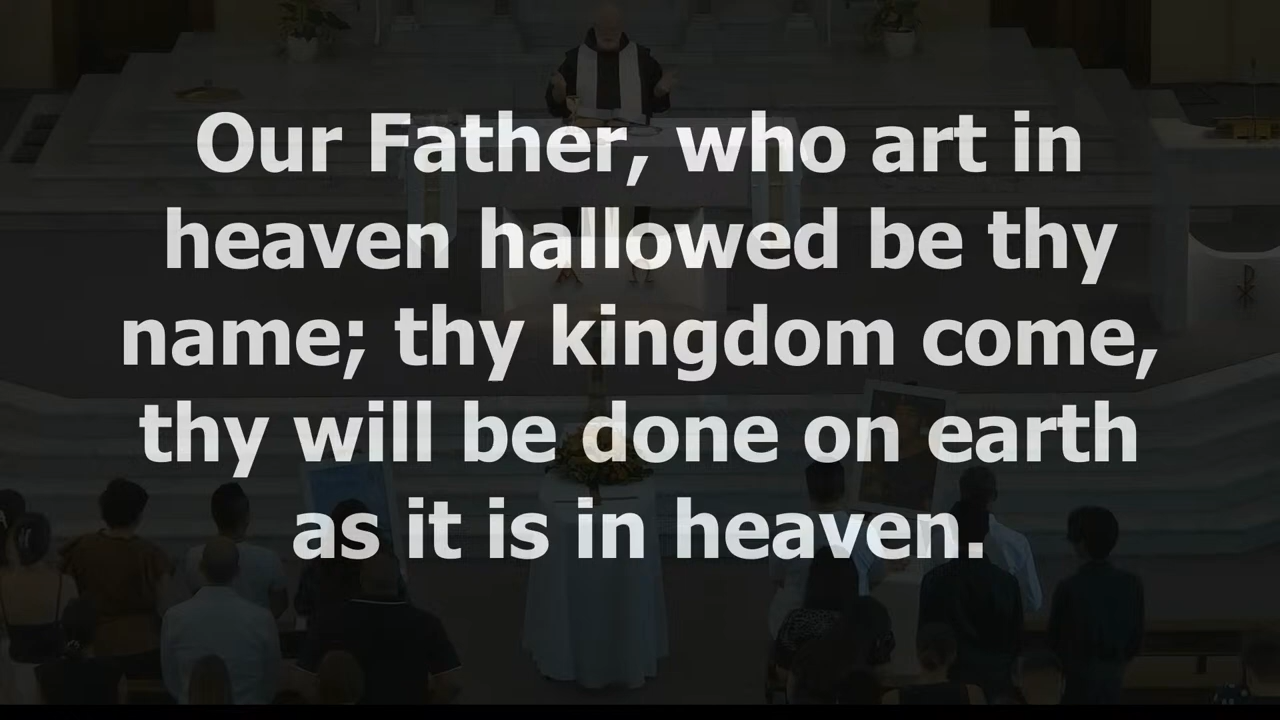 Our Father, who art in
heaven hallowed be thy
name; thy kingdom come,
thy will be done on earth
as it is in heaven.